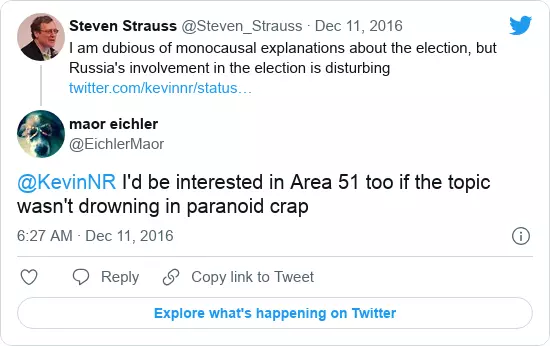 Steven Strauss @Steven_Strauss · Dec 11, 2016
I am dubious of monocausal explanations about the election, but
Russia's involvement in the election is disturbing
twitter.com/kevinnr/status…
maor eichler
@EichlerMaor
@KevinNR I'd be interested in Area 51 too if the topic
wasn't drowning in paranoid crap
6:27 AM · Dec 11, 2016
Reply
Copy link to Tweet
Explore what's happening on Twitter